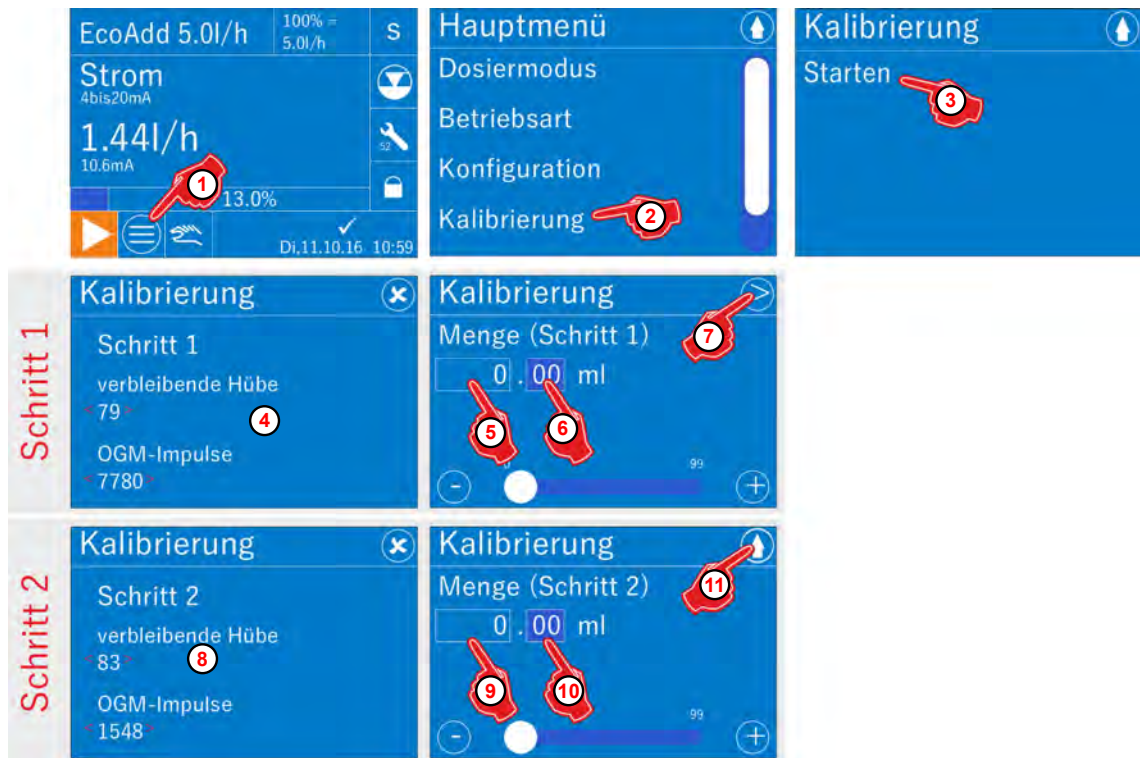 EcoAdd 5.0l/h
100% =
5.0l/h
S
Strom
4bis20mA
1.44l/h
10.6mA
52
1
13.0%
Di,11.10.16 10:59
Hauptmenü
Dosiermodus
Betriebsart
Konfiguration
Kalibrierung
2
Kalibrierung
Starten
3
Schritt 1
Kalibrierung
Schritt 1
verbleibende Hübe
79
4
OGM-Impulse
7780
Kalibrierung
Menge (Schritt 1)
7
0 . 00 ml
5
6
0
99
-
+
Schritt 2
Kalibrierung
Schritt 2
verbleibende Hübe
83
8
OGM-Impulse
1548
Kalibrierung
Menge (Schritt 2)
11
0 . 00 ml
9
10
99
-
+